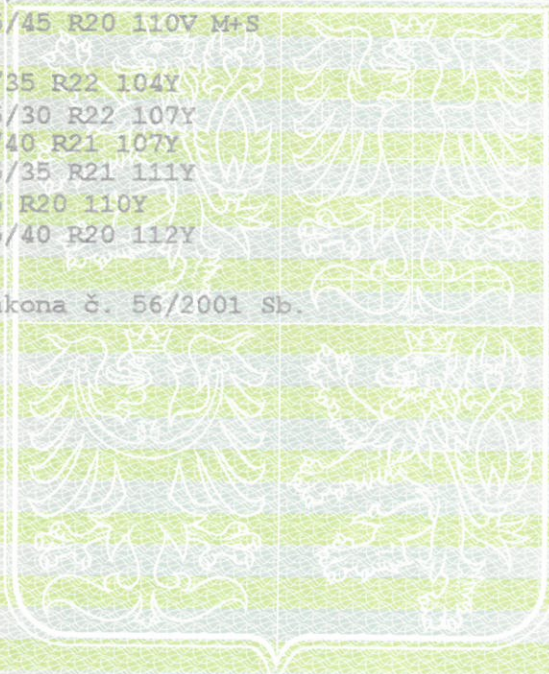 /45 R20 110V M+S
/35 R22 104Y
/30 R22 107Y
/40 R21 107Y
/35 R21 111Y
R20 110Y
/40 R20 112Y
kona č. 56/2001 Sb.